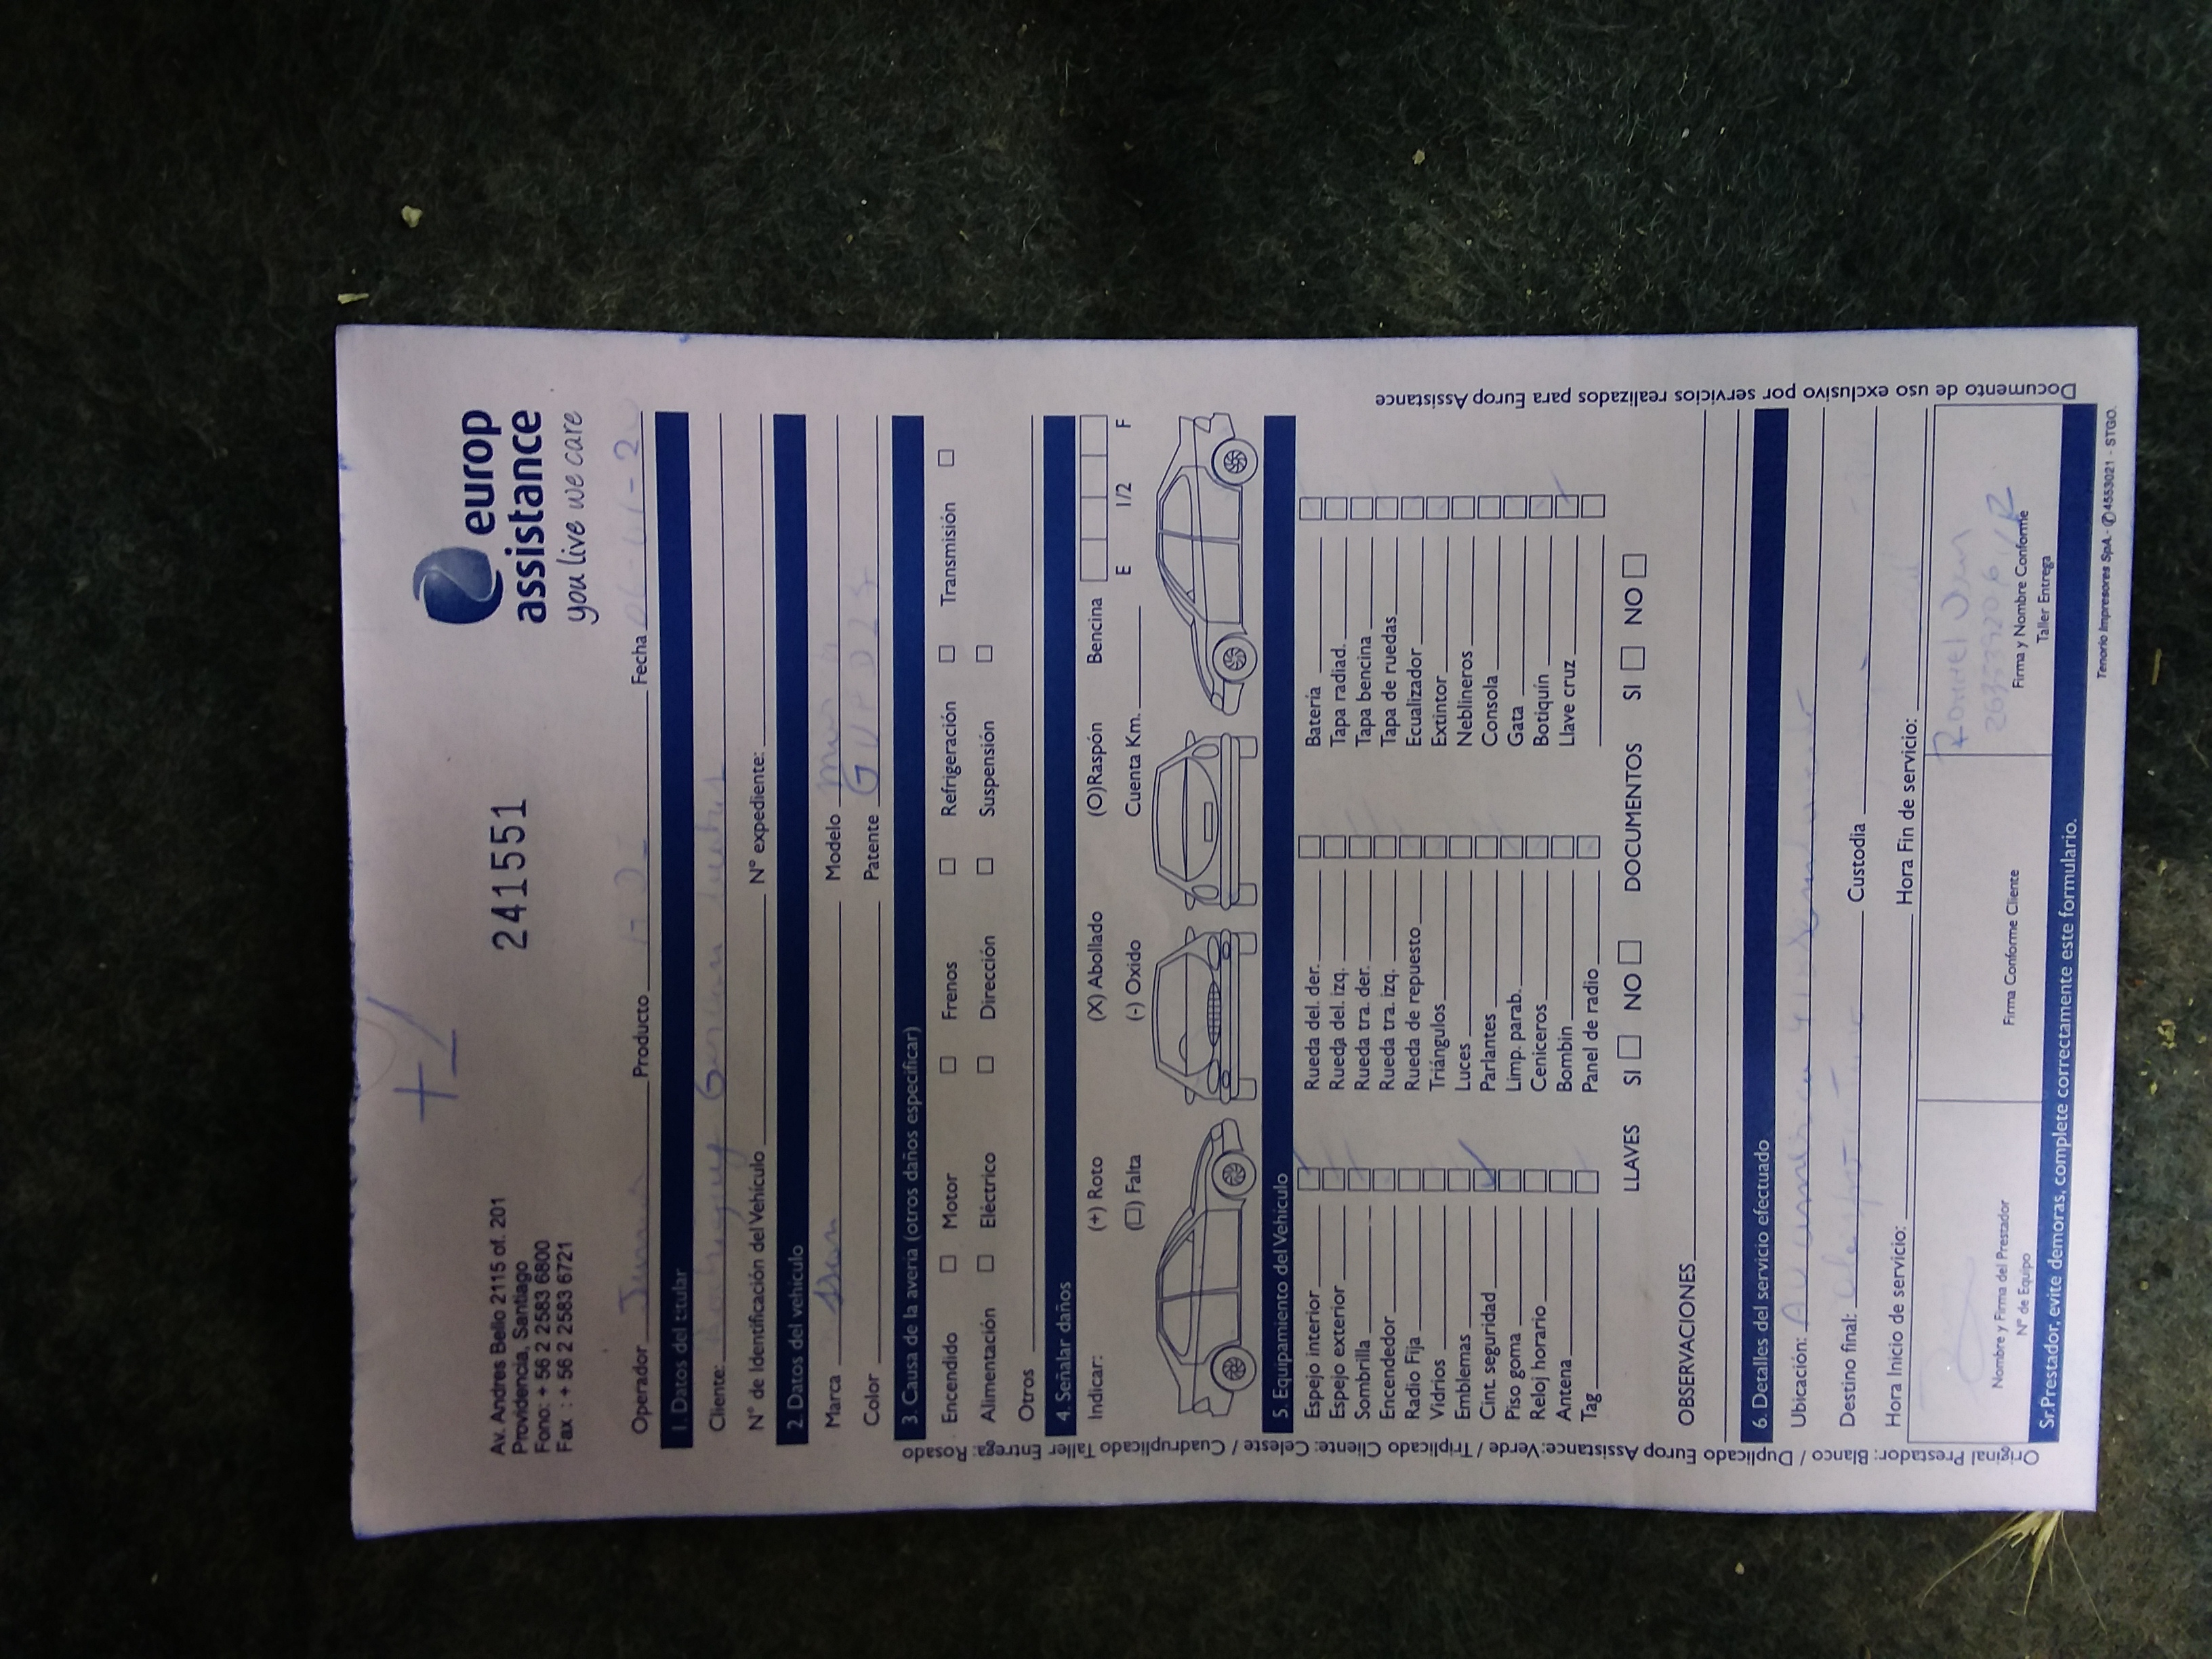 Av. Andres Bello 2115 of. 201
Providencia, Santiago
Fono: + 56 2 2583 6800
Fax : + 56 2 2583 6721
241551
europ
assistance
you live we care
Operador Producto Fecha
1. Datos del titular
Cliente:
N° de Identificación del Vehículo N° expediente:
2. Datos del vehículo
Marca Modelo
Color Patente
3. Causa de la avería (otros daños especificar)
Encendido Motor Frenos Refrigeración Transmisión
Alimentación Eléctrico Dirección Suspensión
Otros
4. Señalar daños
Indicar: (+) Roto (X) Abollado (O)Raspón Bencina
(□) Falta (-) Oxido Cuenta Km. E 1/2 F
5. Equipamiento del Vehículo
Espejo interior Rueda del. der. Batería
Espejo exterior Rueda del. izq. Tapa radiad.
Sombrilla Rueda tra. der. Tapa bencina
Encendedor Rueda tra. izq. Tapa de ruedas
Radio Fija Rueda de repuesto Ecualizador
Vidrios Triángulos Extintor
Emblemas Luces Neblineros
Cint. seguridad Parlantes Consola
Piso goma Limp. parab. Gata
Reloj horario Ceniceros Botiquín
Antena Bombin Llave cruz
Tag Panel de radio
LLAVES SI NO DOCUMENTOS SI NO
OBSERVACIONES
6. Detalles del servicio efectuado
Ubicación:
Destino final: Custodia
Hora Inicio de servicio: Hora Fin de servicio:
Nombre y Firma del Prestador
N° de Equipo
Firma Conforme Cliente
Firma y Nombre Conforme
Taller Entrega
Sr.Prestador, evite demoras, complete correctamente este formulario.
Tenorio Impresores SpA.- ✆4553021 - STGO.
Original Prestador: Blanco / Duplicado Europ Assistance: Verde / Triplicado Cliente: Celeste / Cuadruplicado Taller Entrega: Rosado
Documento de uso exclusivo por servicios realizados para Europ Assistance